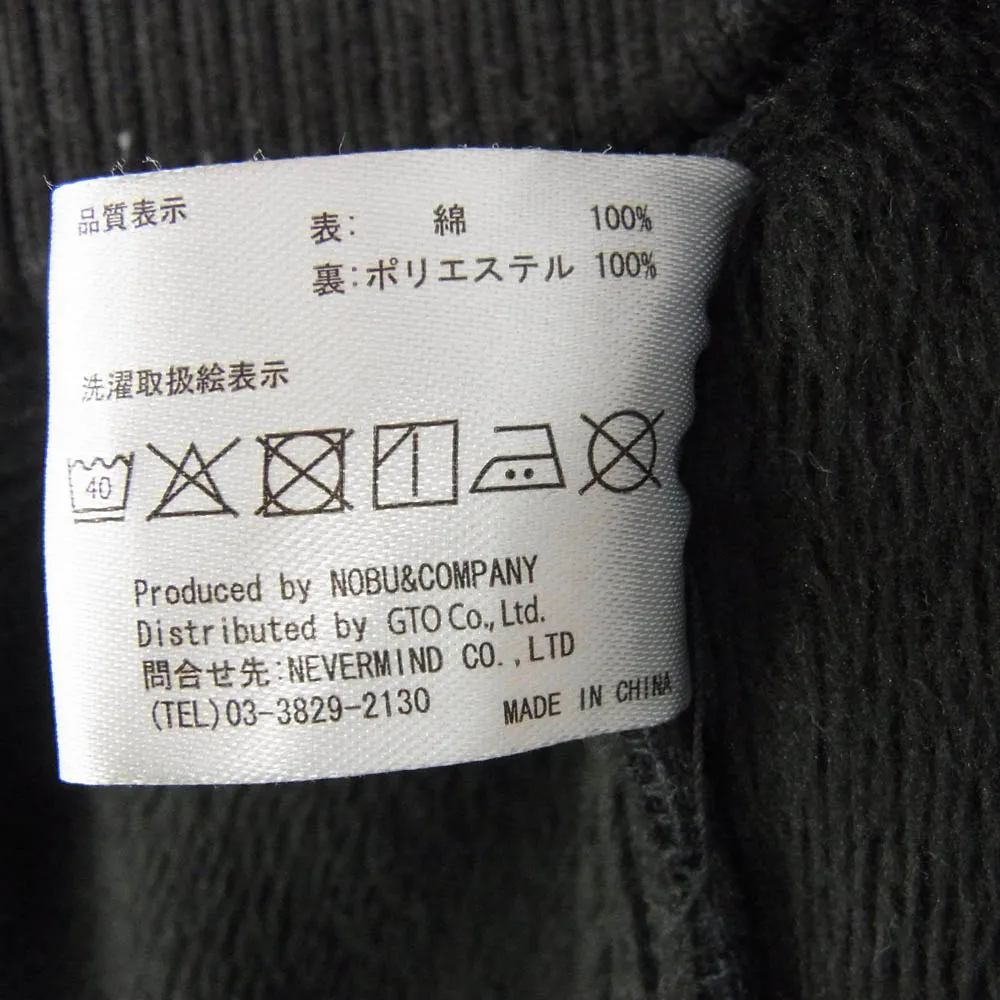 品質表示
表: 綿 100%
裏:ポリエステル 100%
洗濯取扱絵表示
40
Produced by NOBU&COMPANY
Distributed by GTO Co.,Ltd.
問合せ先:NEVERMIND CO.,LTD
(TEL)03-3829-2130
MADE IN CHINA